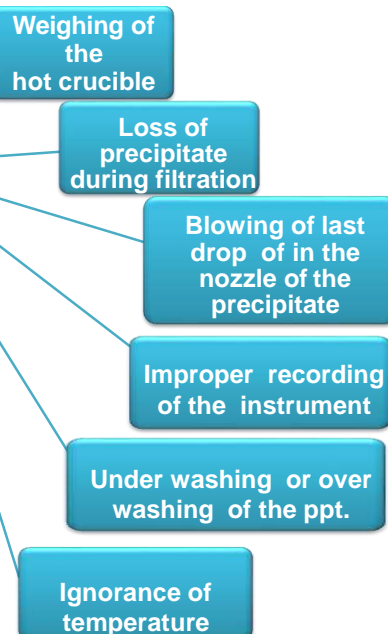 Weighing of
the
hot crucible
Loss of
precipitate
during filtration
Blowing of last
drop of in the
nozzle of the
precipitate
Improper recording
of the instrument
Under washing or over
washing of the ppt.
Ignorance of
temperature